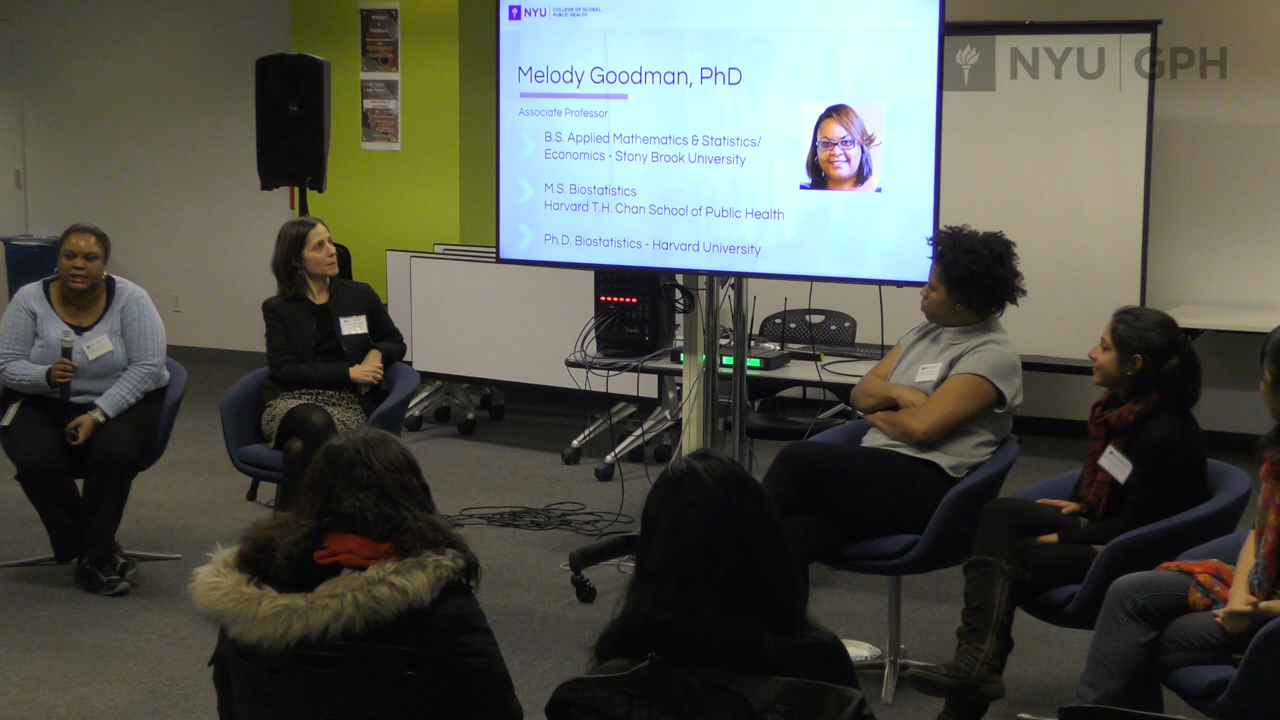 NYU
COLLEGE OF GLOBAL
PUBLIC HEALTH
NYU GPH
Melody Goodman, PhD
Associate Professor
B.S. Applied Mathematics & Statistics/
Economics - Stony Brook University
M.S. Biostatistics
Harvard T.H. Chan School of Public Health
Ph.D. Biostatistics - Harvard University
Fender